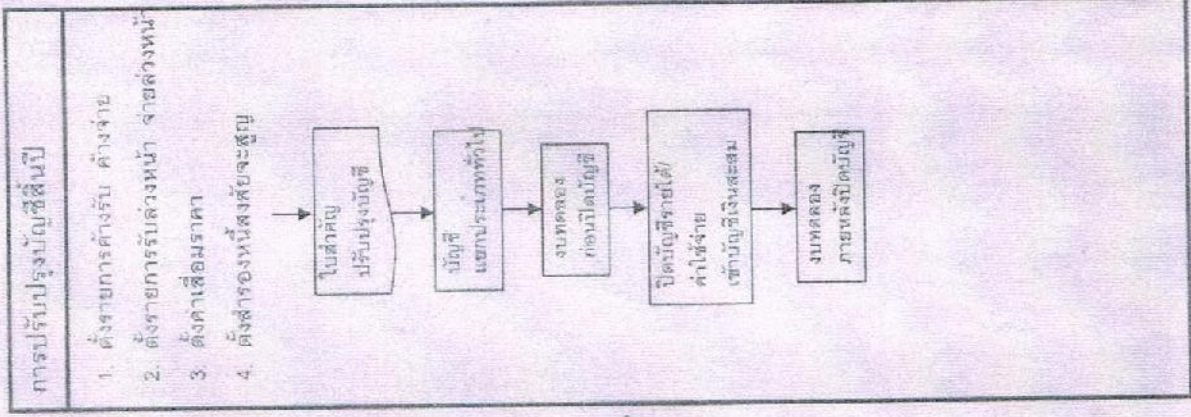 การปรับปรุงบัญชีสิ้นปี
1. ตั้งรายการค้างรับ ค้างจ่าย
2. ตั้งรายการรับล่วงหน้า จ่ายล่วงหน้า
3. ตั้งค่าเสื่อมราคา
4. ตั้งสำรองหนี้สงสัยจะสูญ
ใบสำคัญ
ปรับปรุงบัญชี
บัญชี
แยกประเภททั่วไป
งบทดลอง
ก่อนปิดบัญชี
ปิดบัญชีรายได้/
ค่าใช้จ่าย
เข้าบัญชีเงินสะสม
งบทดลอง
ภายหลังปิดบัญชี